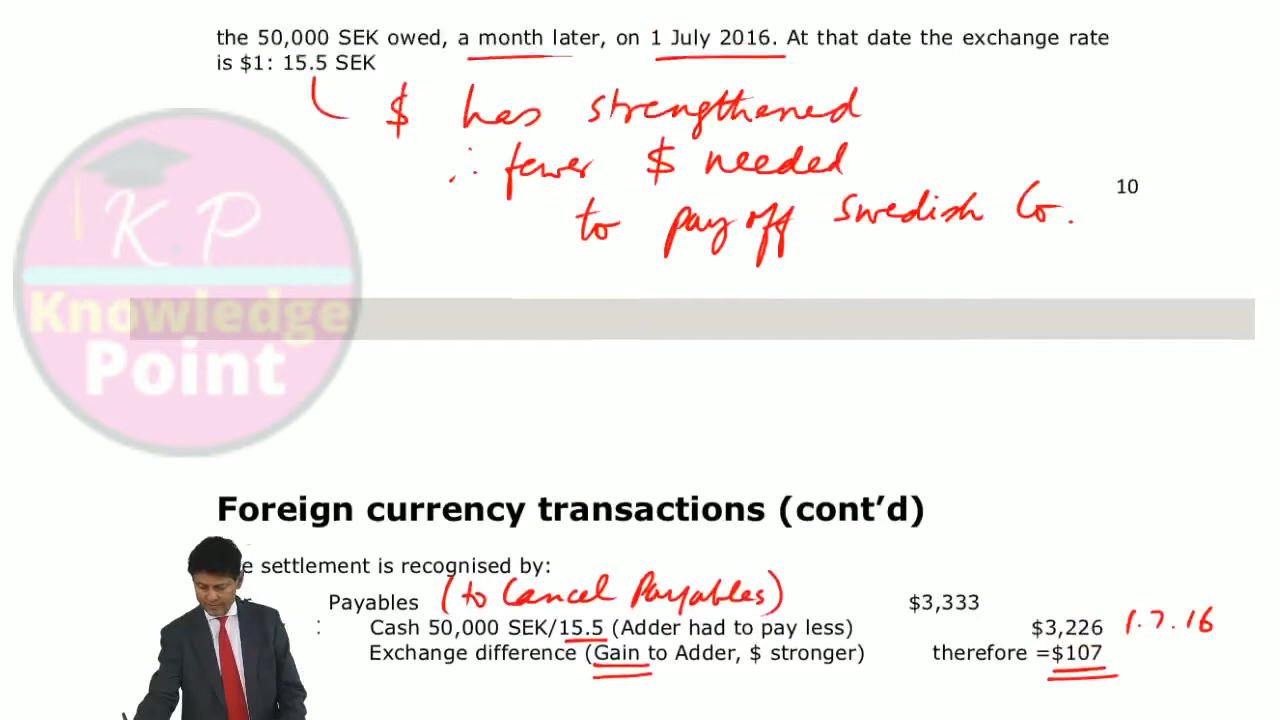 the 50,000 SEK owed, a month later, on 1 July 2016. At that date the exchange rate
is $1: 15.5 SEK
$ has strengthened
∴ fewer $ needed
to pay off Swedish Co.
10
K.P
Knowledge
Point
Foreign currency transactions (cont'd)
settlement is recognised by:
Payables (to Cancel Payables) $3,333
: Cash 50,000 SEK/15.5 (Adder had to pay less) $3,226 1.7.16
Exchange difference (Gain to Adder, $ stronger) therefore =$107